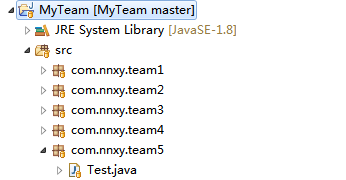 MyTeam [MyTeam master]
JRE System Library [JavaSE-1.8]
src
com.nnxy.team1
com.nnxy.team2
com.nnxy.team3
com.nnxy.team4
com.nnxy.team5
Test.java